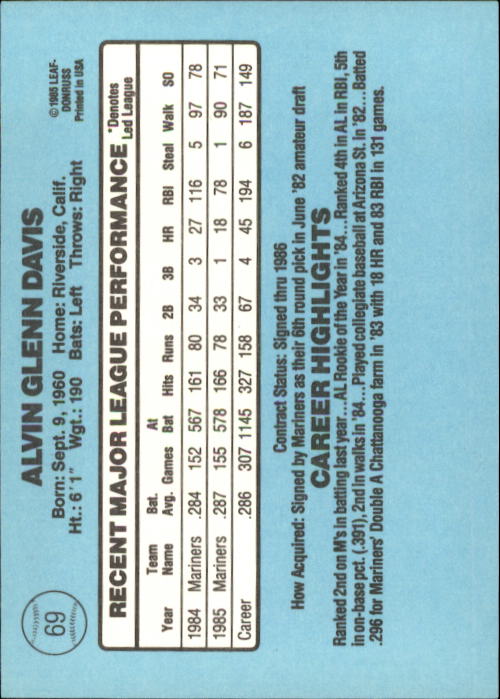 69
ALVIN GLENN DAVIS
Born: Sept. 9, 1960 Home: Riverside, Calif.
Ht.: 6'1" Wgt.: 190 Bats: Left Throws: Right
© 1985 LEAF-
DONRUSS
Printed in USA
RECENT MAJOR LEAGUE PERFORMANCE
*Denotes
Led League
Team Bat. At
Year Name Avg. Games Bat Hits Runs 2B 3B HR RBI Steal Walk SO
1984 Mariners .284 152 567 161 80 34 3 27 116 5 97 78
1985 Mariners .287 155 578 166 78 33 1 18 78 1 90 71
Career .286 307 1145 327 158 67 4 45 194 6 187 149
Contract Status: Signed thru 1986
How Acquired: Signed by Mariners as their 6th round pick in June '82 amateur draft
CAREER HIGHLIGHTS
Ranked 2nd on M's in batting last year...AL Rookie of the Year in '84...Ranked 4th in AL in RBI, 5th
in on-base pct. (.391), 2nd in walks in '84...Played collegiate baseball at Arizona St. in '82...Batted
.296 for Mariners' Double A Chattanooga farm in '83 with 18 HR and 83 RBI in 131 games.